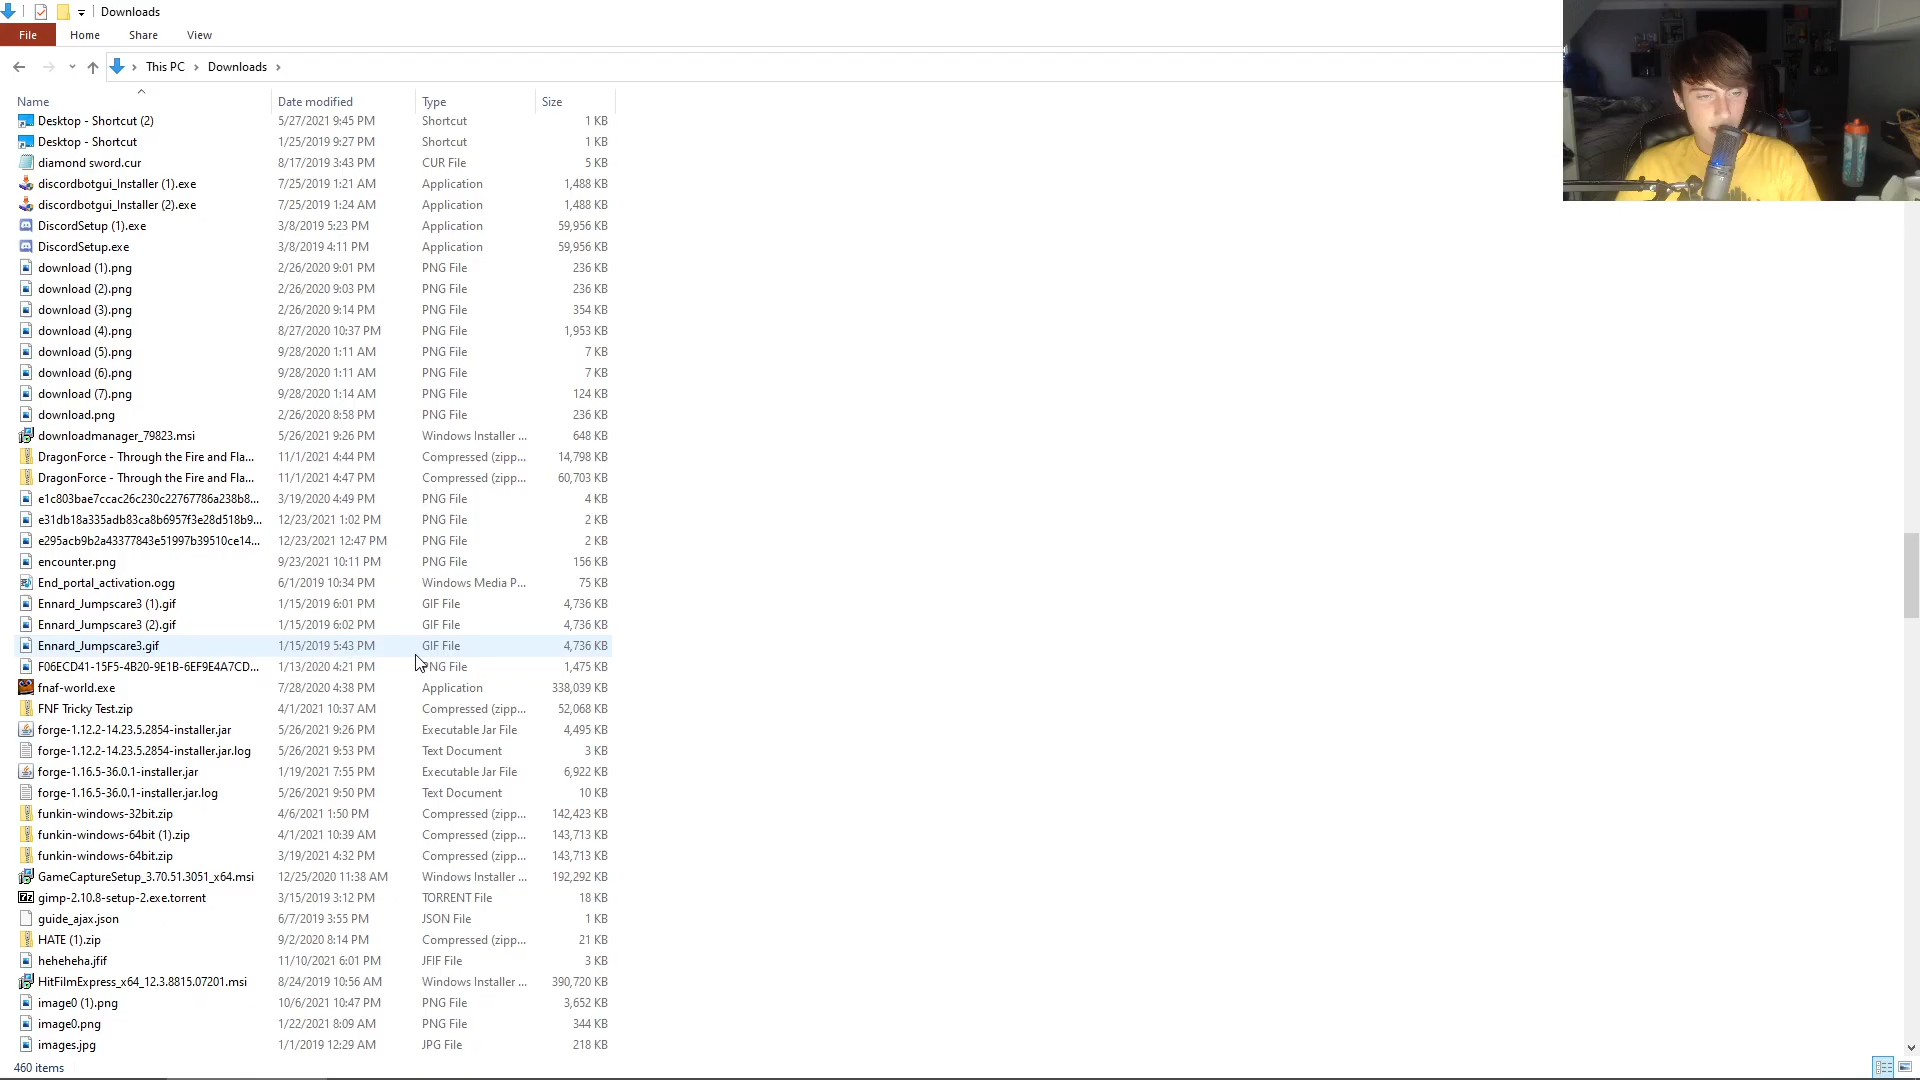 Downloads
File Home Share View
This PC Downloads
Name Date modified Type Size
Desktop - Shortcut (2) 5/27/2021 9:45 PM Shortcut 1 KB
Desktop - Shortcut 1/25/2019 9:27 PM Shortcut 1 KB
diamond sword.cur 8/17/2019 3:43 PM CUR File 5 KB
discordbotgui_Installer (1).exe 7/25/2019 1:21 AM Application 1,488 KB
discordbotgui_Installer (2).exe 7/25/2019 1:24 AM Application 1,488 KB
DiscordSetup (1).exe 3/8/2019 5:23 PM Application 59,956 KB
DiscordSetup.exe 3/8/2019 4:11 PM Application 59,956 KB
download (1).png 2/26/2020 9:01 PM PNG File 236 KB
download (2).png 2/26/2020 9:03 PM PNG File 236 KB
download (3).png 2/26/2020 9:14 PM PNG File 354 KB
download (4).png 8/27/2020 10:37 PM PNG File 1,953 KB
download (5).png 9/28/2020 1:11 AM PNG File 7 KB
download (6).png 9/28/2020 1:11 AM PNG File 7 KB
download (7).png 9/28/2020 1:14 AM PNG File 124 KB
download.png 2/26/2020 8:58 PM PNG File 236 KB
downloadmanager_79823.msi 5/26/2021 9:26 PM Windows Installer ... 648 KB
DragonForce - Through the Fire and Fla... 11/1/2021 4:44 PM Compressed (zipp... 14,798 KB
DragonForce - Through the Fire and Fla... 11/1/2021 4:47 PM Compressed (zipp... 60,703 KB
e1c803bae7ccac26c230c22767786a238b8... 3/19/2020 4:49 PM PNG File 4 KB
e31db18a335adb83ca8b6957f3e28d518b9... 12/23/2021 1:02 PM PNG File 2 KB
e295acb9b2a43377843e51997b39510ce14... 12/23/2021 12:47 PM PNG File 2 KB
encounter.png 9/23/2021 10:11 PM PNG File 156 KB
End_portal_activation.ogg 6/1/2019 10:34 PM Windows Media P... 75 KB
Ennard_Jumpscare3 (1).gif 1/15/2019 6:01 PM GIF File 4,736 KB
Ennard_Jumpscare3 (2).gif 1/15/2019 6:02 PM GIF File 4,736 KB
Ennard_Jumpscare3.gif 1/15/2019 5:43 PM GIF File 4,736 KB
F06ECD41-15F5-4B20-9E1B-6EF9E4A7CD... 1/13/2020 4:21 PM PNG File 1,475 KB
fnaf-world.exe 7/28/2020 4:38 PM Application 338,039 KB
FNF Tricky Test.zip 4/1/2021 10:37 AM Compressed (zipp... 52,068 KB
forge-1.12.2-14.23.5.2854-installer.jar 5/26/2021 9:26 PM Executable Jar File 4,495 KB
forge-1.12.2-14.23.5.2854-installer.jar.log 5/26/2021 9:53 PM Text Document 3 KB
forge-1.16.5-36.0.1-installer.jar 1/19/2021 7:55 PM Executable Jar File 6,922 KB
forge-1.16.5-36.0.1-installer.jar.log 5/26/2021 9:50 PM Text Document 10 KB
funkin-windows-32bit.zip 4/6/2021 1:50 PM Compressed (zipp... 142,423 KB
funkin-windows-64bit (1).zip 4/1/2021 10:39 AM Compressed (zipp... 143,713 KB
funkin-windows-64bit.zip 3/19/2021 4:32 PM Compressed (zipp... 143,713 KB
GameCaptureSetup_3.70.51.3051_x64.msi 12/25/2020 11:38 AM Windows Installer ... 192,292 KB
gimp-2.10.8-setup-2.exe.torrent 3/15/2019 3:12 PM TORRENT File 18 KB
guide_ajax.json 6/7/2019 3:55 PM JSON File 1 KB
HATE (1).zip 9/2/2020 8:14 PM Compressed (zipp... 21 KB
heheheha.jfif 11/10/2021 6:01 PM JFIF File 3 KB
HitFilmExpress_x64_12.3.8815.07201.msi 8/24/2019 10:56 AM Windows Installer ... 390,720 KB
image0 (1).png 10/6/2021 10:47 PM PNG File 3,652 KB
image0.png 1/22/2021 8:09 AM PNG File 344 KB
images.jpg 1/1/2019 12:29 AM JPG File 218 KB
460 items